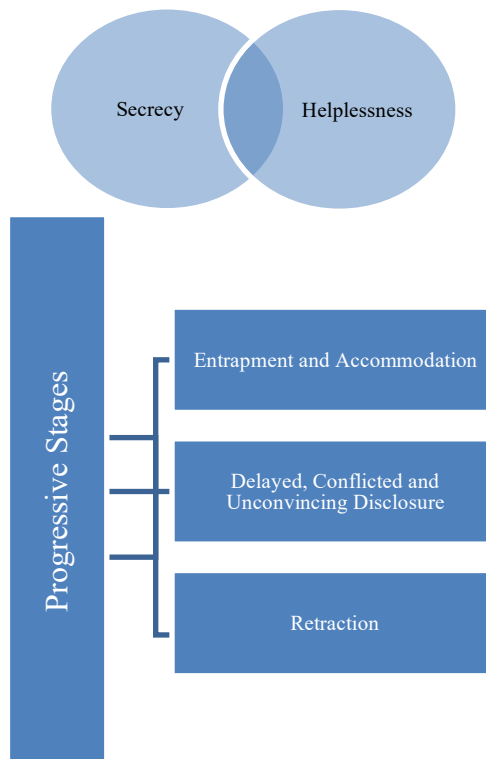 Secrecy
Helplessness
Progressive Stages
Entrapment and Accommodation
Delayed, Conflicted and
Unconvincing Disclosure
Retraction